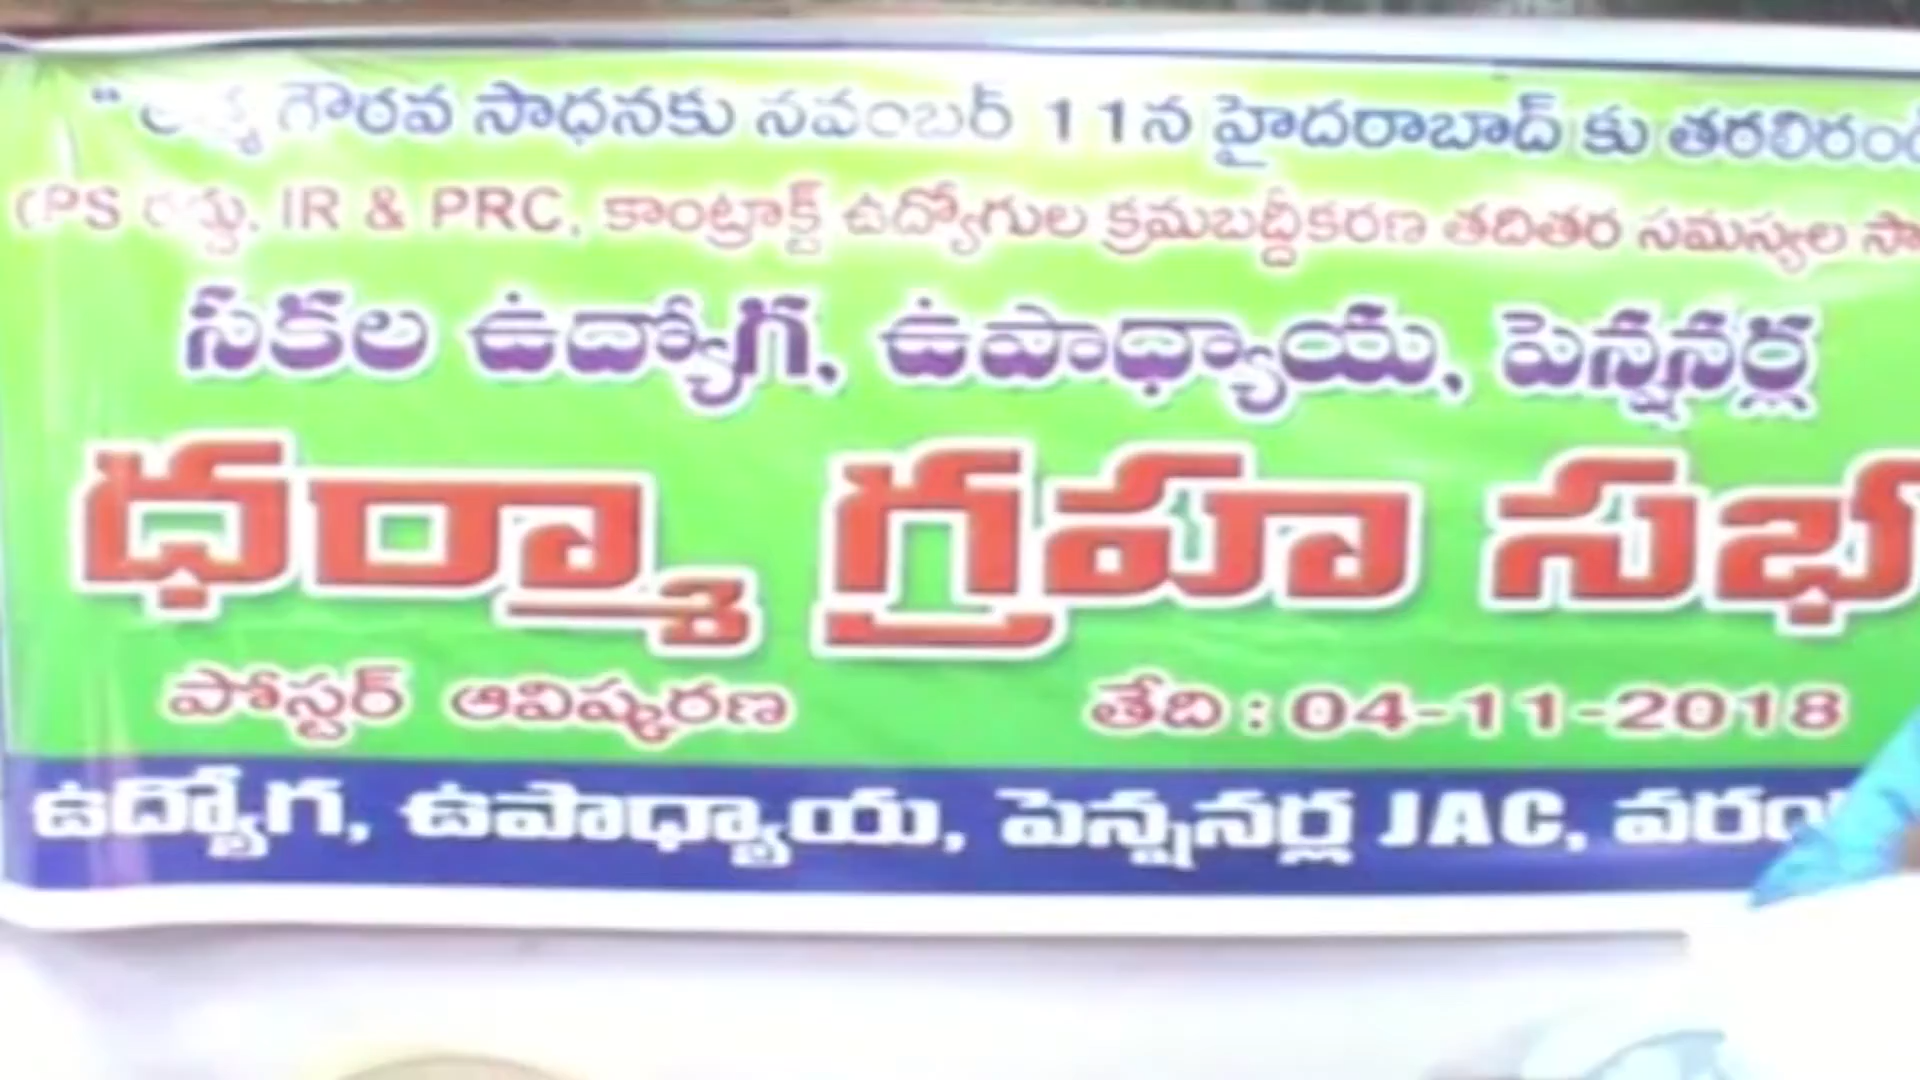 గౌరవ సాధనకు నవంబర్ 11న హైదరాబాద్ కు
IR & PRC, కాంట్రాక్ట్ ఉద్యోగుల క్రమబద్దీకరణ తదితర సమస్యల
సకల ఉద్యోగ, ఉపాధ్యాయ, పెన్షనర్ల
ధర్మాగ్రహ సభ
పోస్టర్ ఆవిష్కరణ తేది : 04-11-2018
ఉద్యోగ, ఉపాధ్యాయ, పెన్షనర్ల JAC,